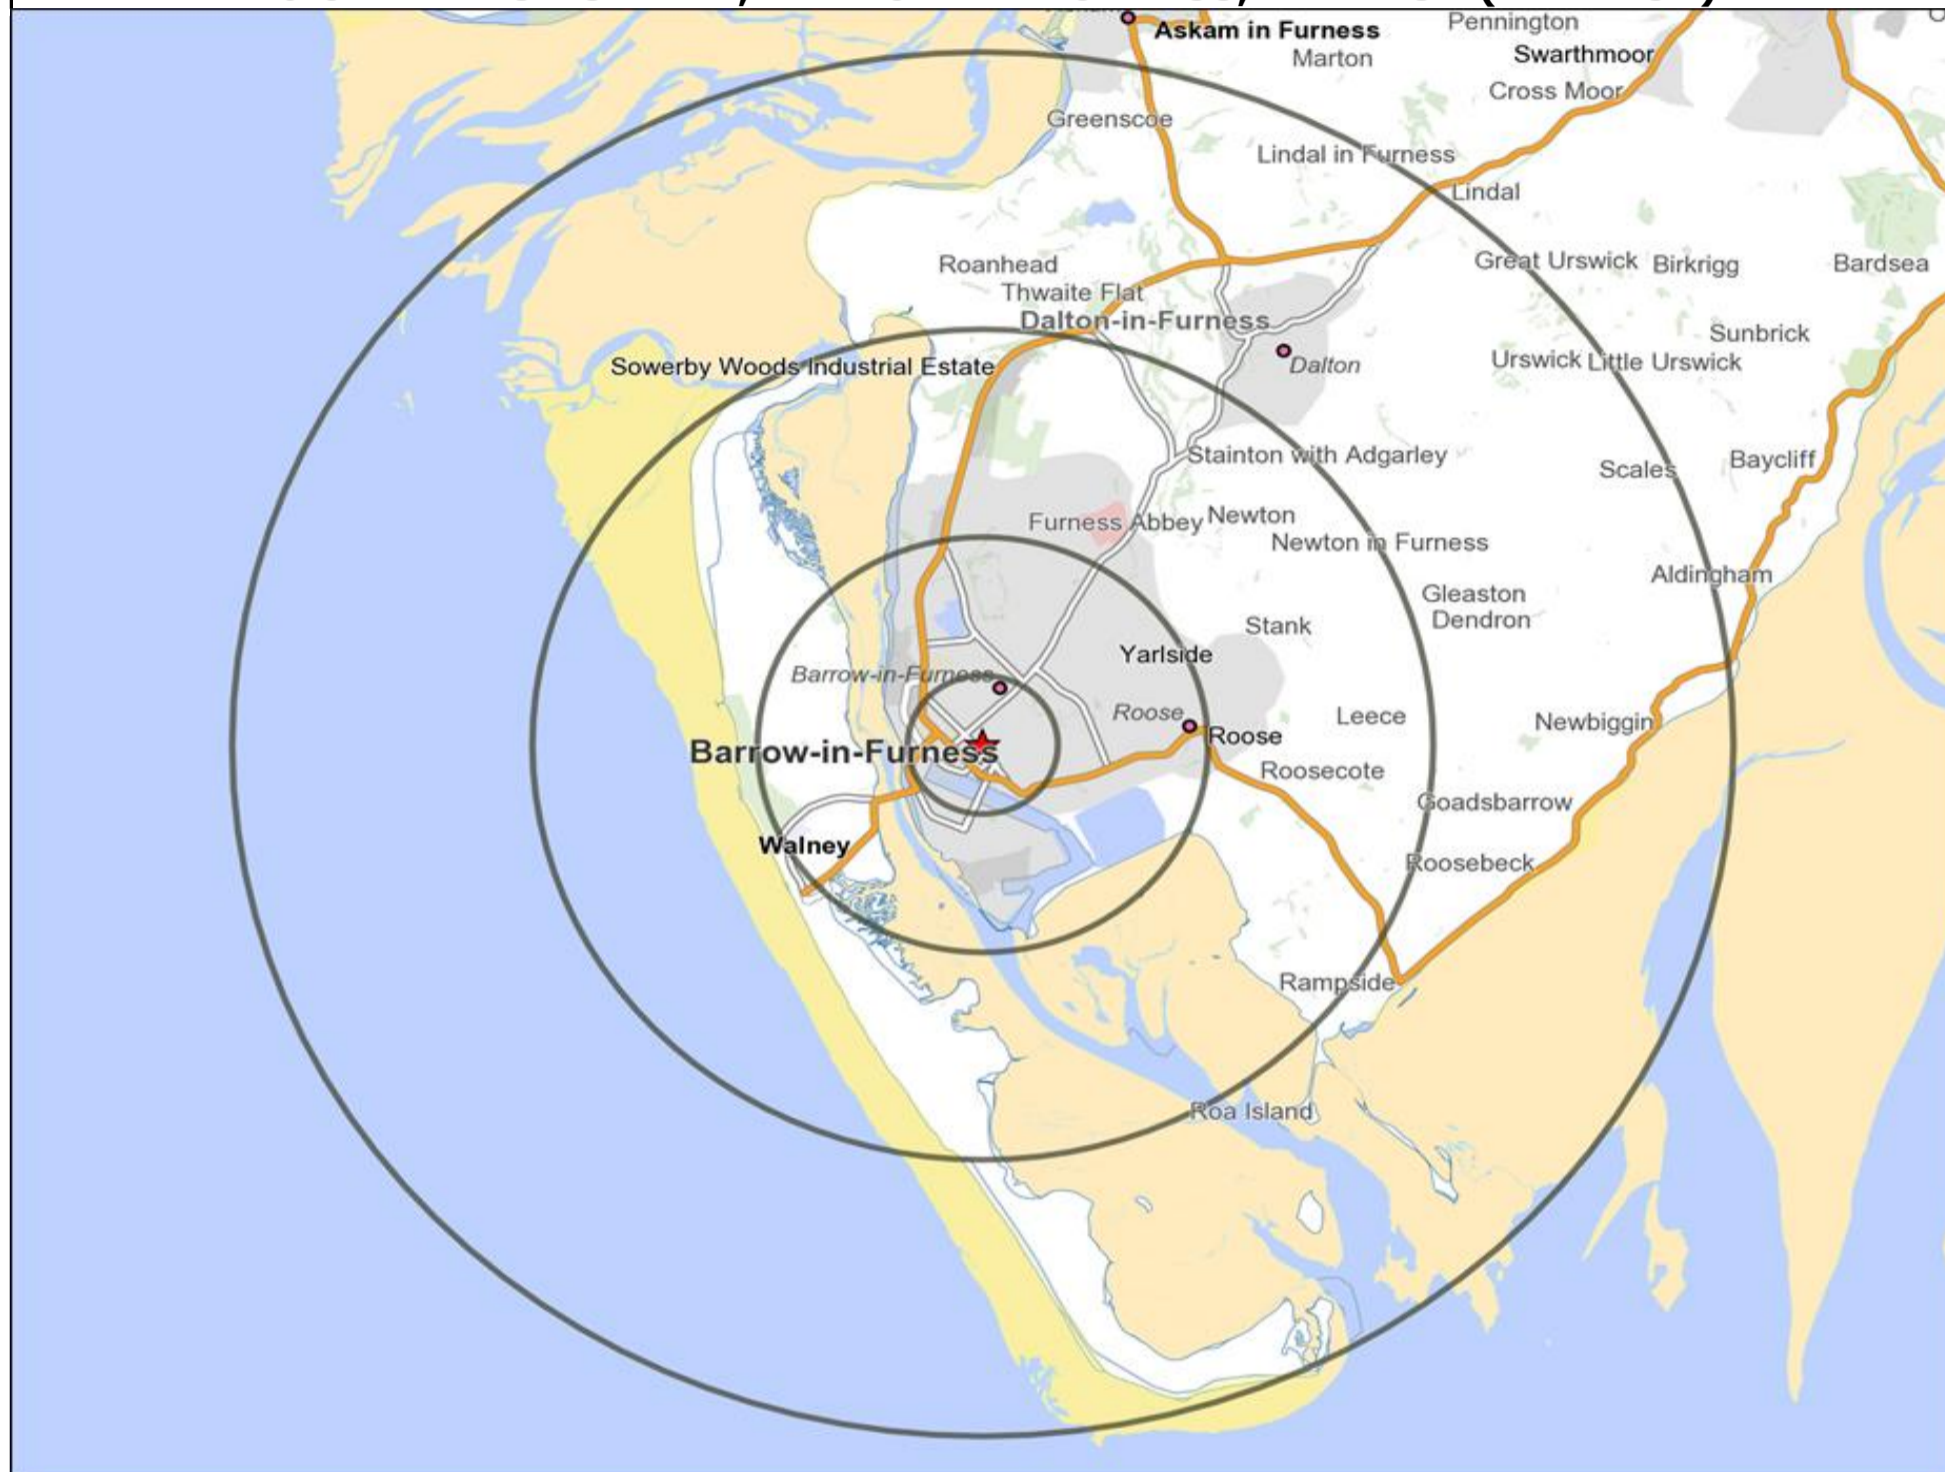 Askam in Furness
Pennington
Marton
Swarthmoor
Cross Moor
Greenscoe
Lindal in Furness
Lindal
Roanhead
Great Urswick
Birkrigg
Bardsea
Thwaite Flat
Dalton-in-Furness
Sunbrick
Sowerby Woods Industrial Estate
Dalton
Urswick
Little Urswick
Stainton with Adgarley
Scales
Baycliff
Furness Abbey
Newton
Newton in Furness
Aldingham
Gleaston
Dendron
Stank
Yarlside
Barrow-in-Furness
Roose
Leece
Newbiggin
Roose
Barrow-in-Furness
Roosecote
Goadsbarrow
Walney
Roosebeck
Rampside
Roa Island